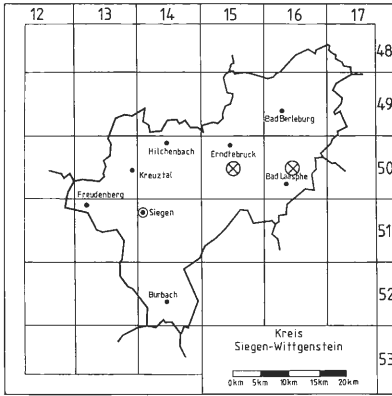 12 13 14 15 16 17
48
49
Bad Berleburg
Hilchenbach
Erndtebruck
50
Kreuztal
Bad Laasphe
Freudenberg
Siegen
51
Burbach
52
Kreis
Siegen-Wittgenstein
0km 5km 10km 15km 20km
53